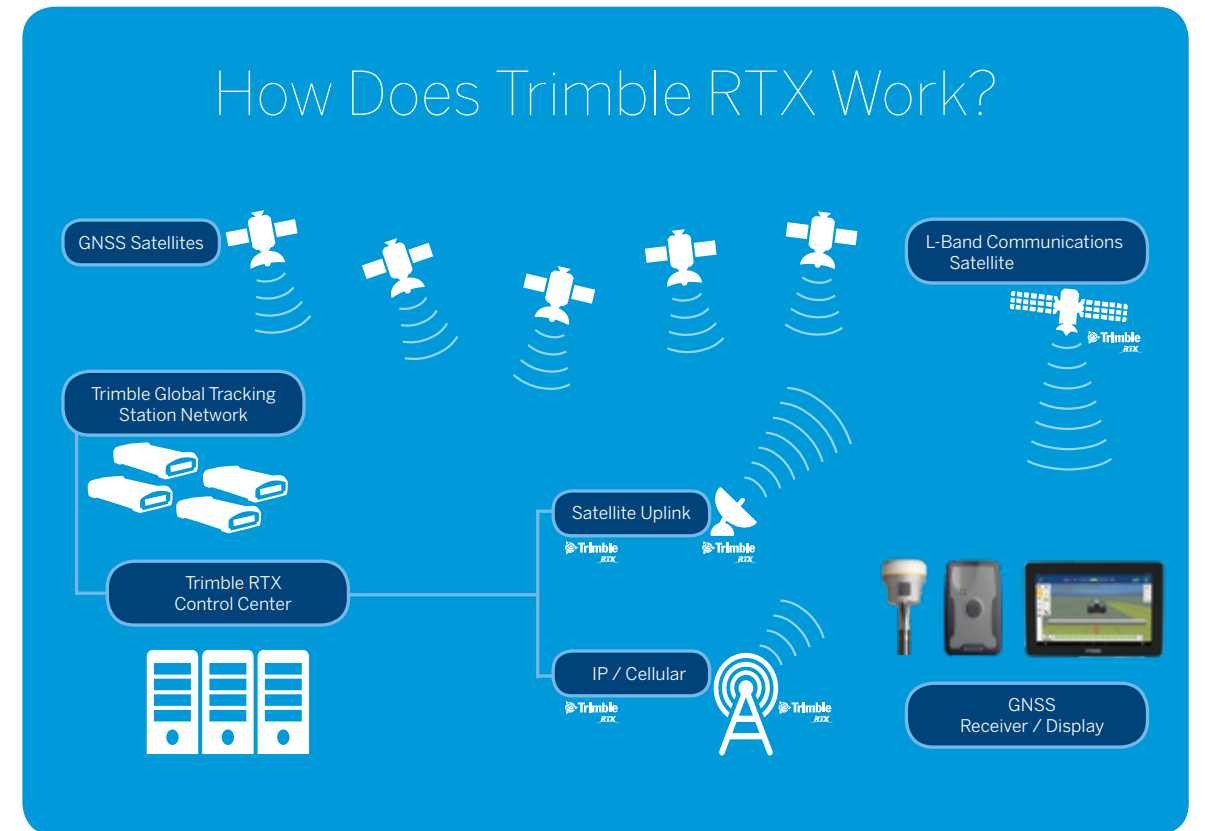 How Does Trimble RTX Work?
GNSS Satellites
L-Band Communications
Satellite
Trimble
RTX
Trimble Global Tracking
Station Network
Satellite Uplink
Trimble
RTX
Trimble
RTX
Trimble RTX
Control Center
IP / Cellular
Trimble
RTX
Trimble
RTX
GNSS
Receiver / Display